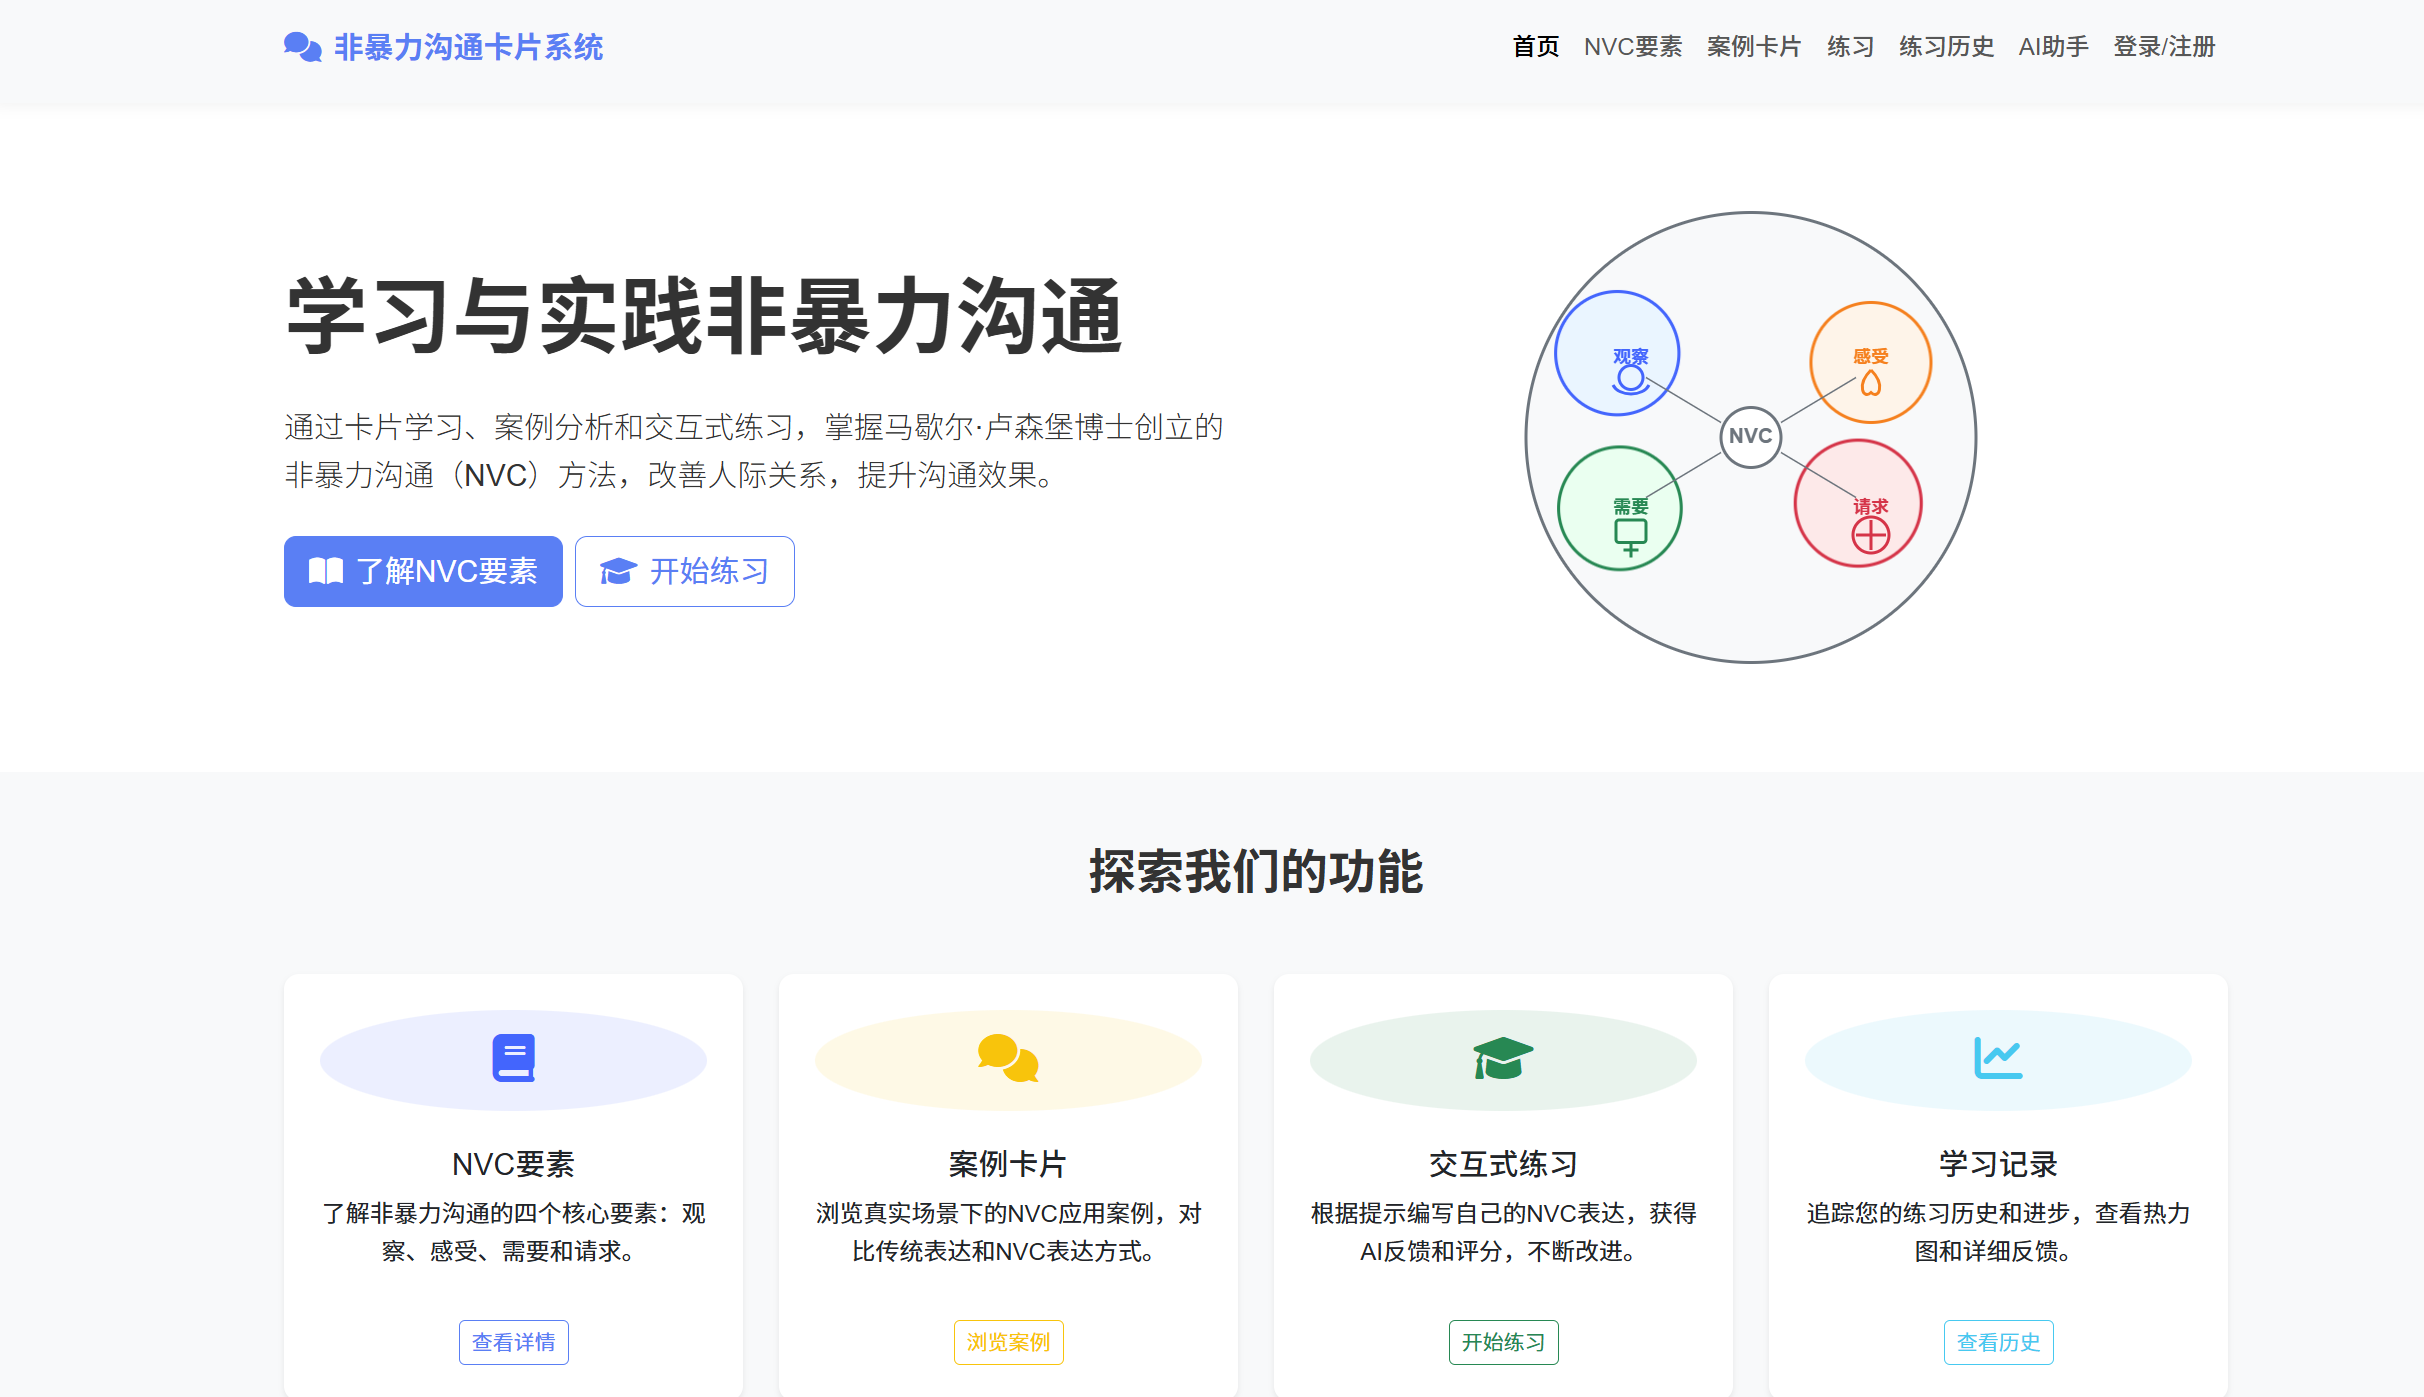 非暴力沟通卡片系统
首页 NVC要素 案例卡片 练习 练习历史 AI助手 登录/注册
学习与实践非暴力沟通
通过卡片学习、案例分析和交互式练习，掌握马歇尔·卢森堡博士创立的
非暴力沟通（NVC）方法，改善人际关系，提升沟通效果。
了解NVC要素 开始练习
观察
感受
NVC
需要
请求
探索我们的功能
NVC要素
了解非暴力沟通的四个核心要素：观
察、感受、需要和请求。
查看详情
案例卡片
浏览真实场景下的NVC应用案例，对
比传统表达和NVC表达方式。
浏览案例
交互式练习
根据提示编写自己的NVC表达，获得
AI反馈和评分，不断改进。
开始练习
学习记录
追踪您的练习历史和进步，查看热力
图和详细反馈。
查看历史